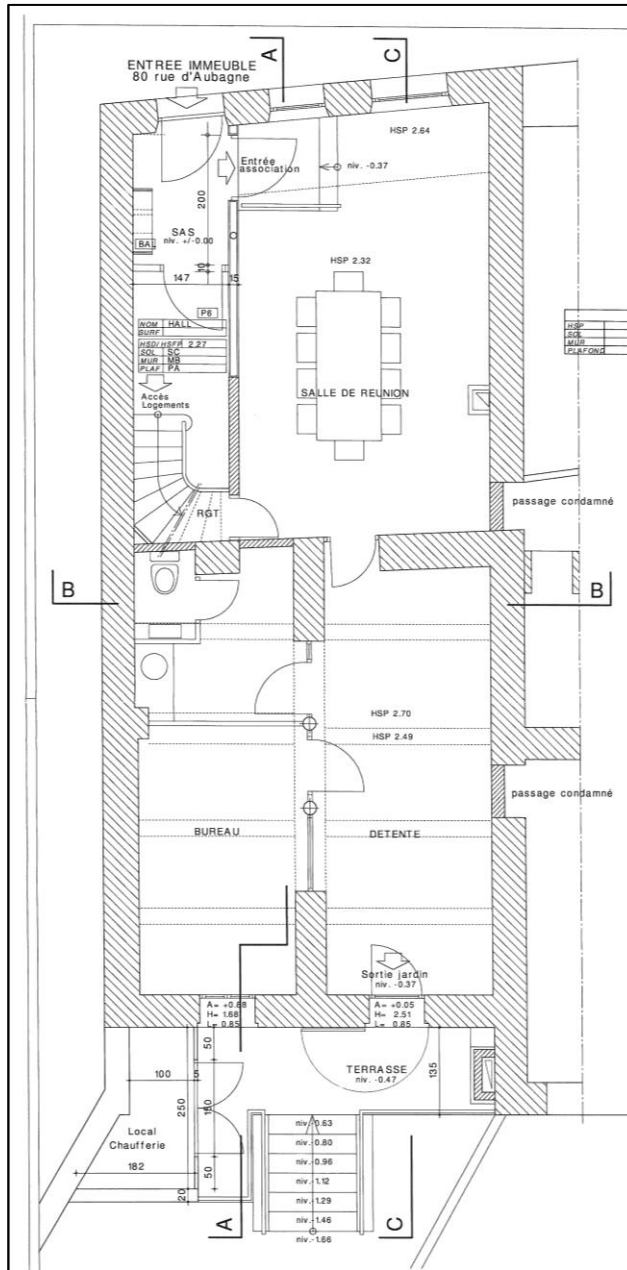 ENTREE IMMEUBLE
80 rue d'Aubagne
A
C
HSP 2.64
Entrée
association
niv. -0.37
200
SAS
niv. +/-0.00
BAL
HSP 2.32
10
147
15
P6
NOM HALL
SURF
HSD/HSFP 2.27
SOL SC
MUR MB
PLAF PA
HSP
SOL
MUR
PLAFOND
Accès
Logements
SALLE DE REUNION
RGT
passage condamné
B
B
HSP 2.70
HSP 2.49
passage condamné
BUREAU
DETENTE
Sortie jardin
niv. -0.37
A= +0.68
H= 1.68
L= 0.85
A= +0.05
H= 2.51
L= 0.85
50
TERRASSE
niv. -0.47
135
100
5
250
150
Local
Chaufferie
182
50
20
niv.-0.63
niv.-0.80
niv.-0.96
niv.-1.12
niv.-1.29
niv.-1.46
niv.-1.66
A
C